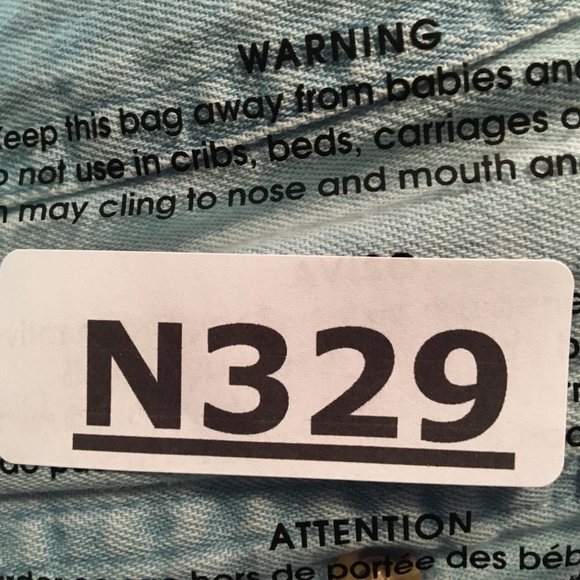 WARNING
eep this bag away from babies an
not use in cribs, beds, carriages o
may cling to nose and mouth an
N329
ATTENTION
hors de portée des béb